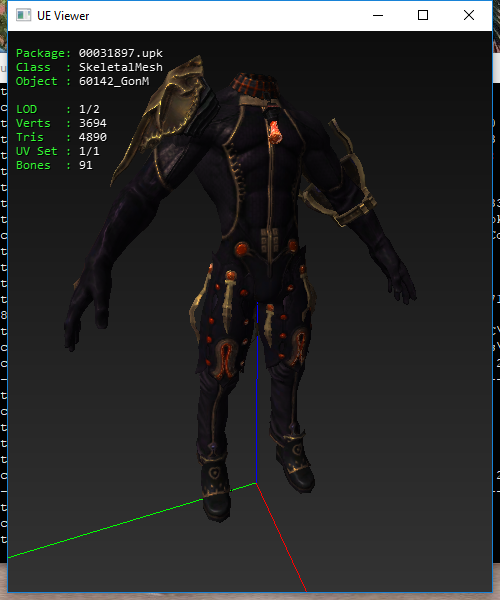 UE Viewer
Package: 00031897.upk
Class : SkeletalMesh
Object : 60142_GonM
LOD : 1/2
Verts : 3694
Tris : 4890
UV Set : 1/1
Bones : 91